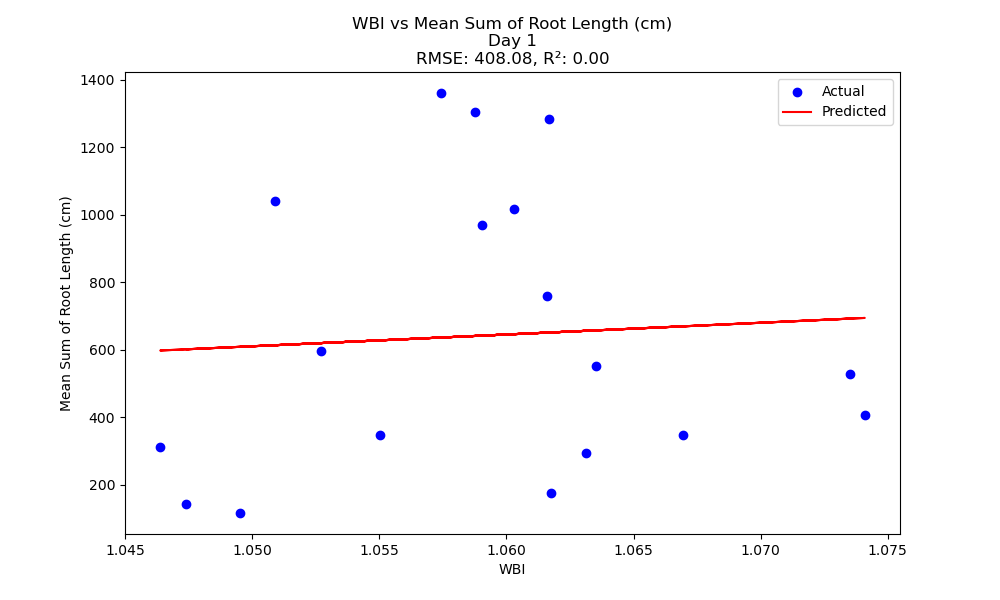 WBI vs Mean Sum of Root Length (cm)
Day 1
RMSE: 408.08, R²: 0.00
Actual
Predicted
Mean Sum of Root Length (cm)
1400
1200
1000
800
600
400
200
1.045 1.050 1.055 1.060 1.065 1.070 1.075
WBI